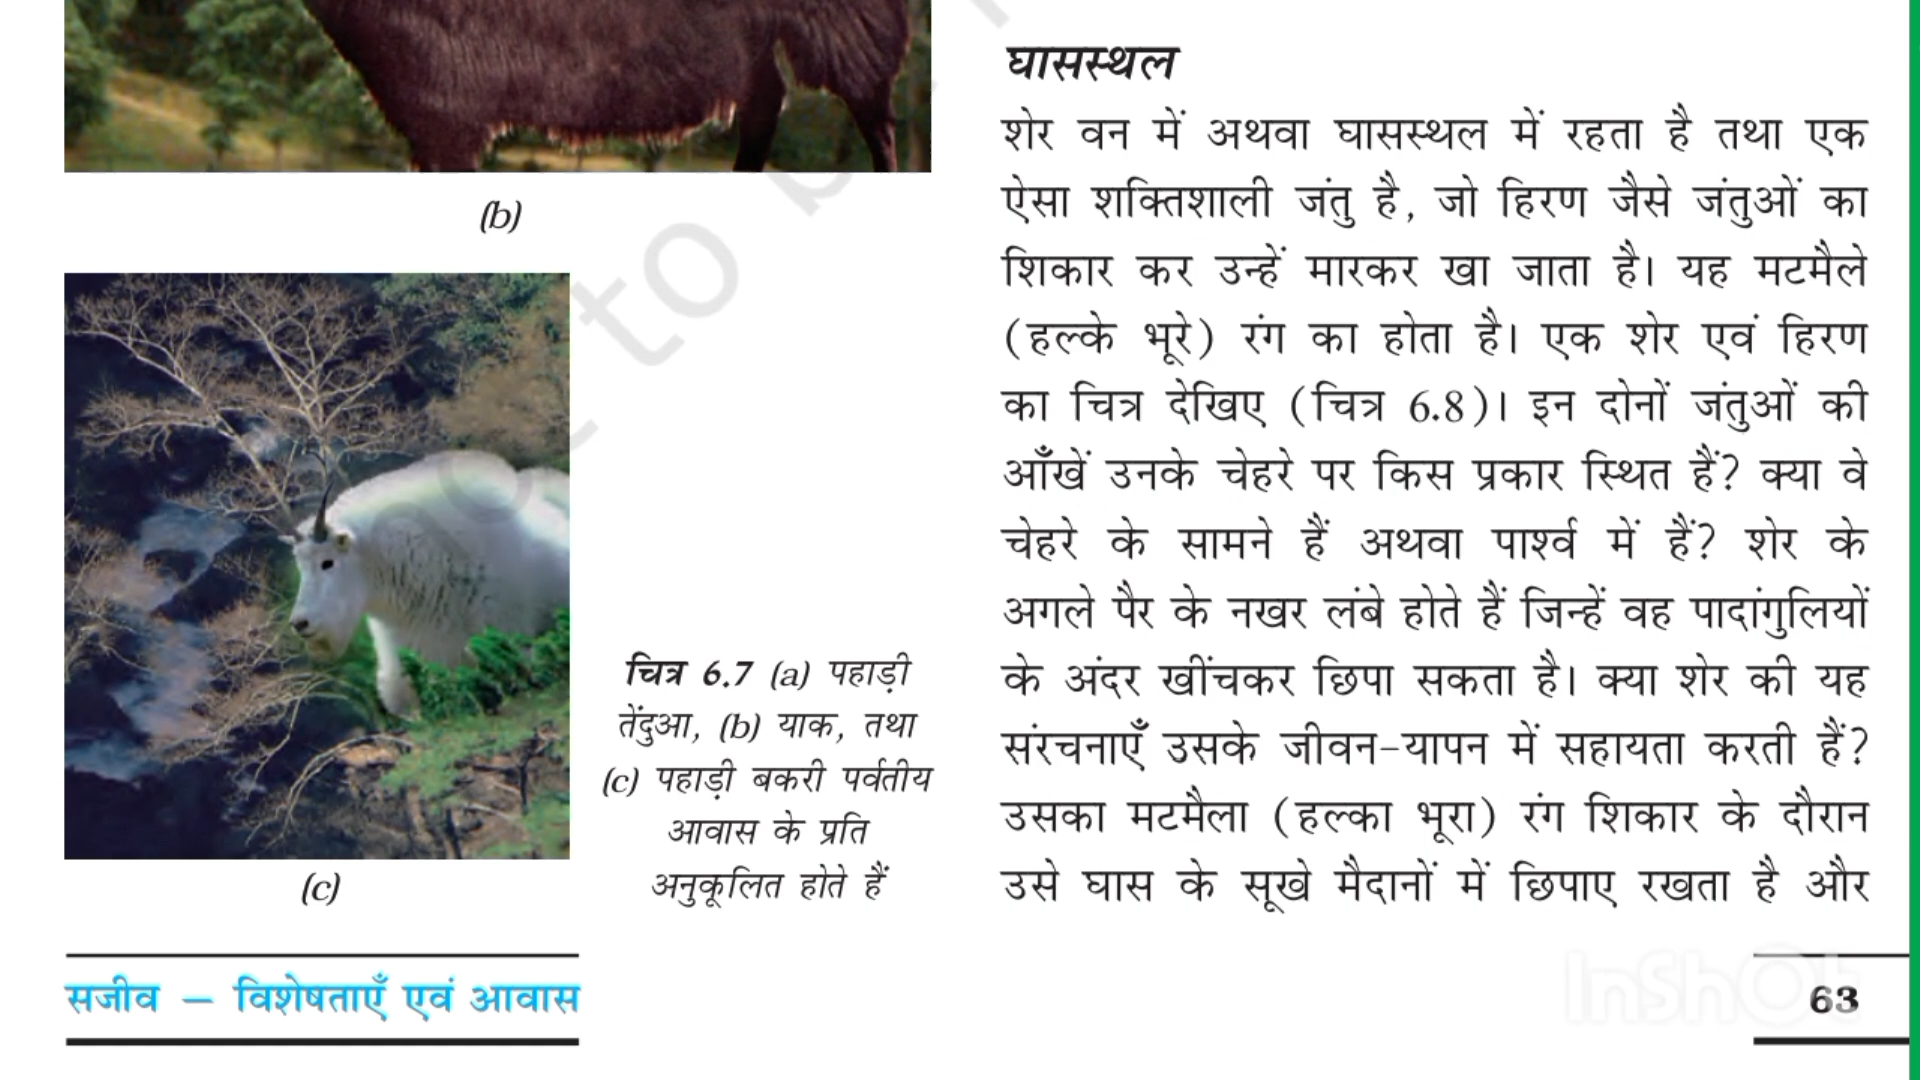 (b)
(c)
चित्र 6.7 (a) पहाड़ी
तेंदुआ, (b) याक, तथा
(c) पहाड़ी बकरी पर्वतीय
आवास के प्रति
अनुकूलित होते हैं
घासस्थल
शेर वन में अथवा घासस्थल में रहता है तथा एक
ऐसा शक्तिशाली जंतु है, जो हिरण जैसे जंतुओं का
शिकार कर उन्हें मारकर खा जाता है। यह मटमैले
(हल्के भूरे) रंग का होता है। एक शेर एवं हिरण
का चित्र देखिए (चित्र 6.8)। इन दोनों जंतुओं की
आँखें उनके चेहरे पर किस प्रकार स्थित हैं? क्या वे
चेहरे के सामने हैं अथवा पार्श्व में हैं? शेर के
अगले पैर के नखर लंबे होते हैं जिन्हें वह पादांगुलियों
के अंदर खींचकर छिपा सकता है। क्या शेर की यह
संरचनाएँ उसके जीवन-यापन में सहायता करती हैं?
उसका मटमैला (हल्का भूरा) रंग शिकार के दौरान
उसे घास के सूखे मैदानों में छिपाए रखता है और
सजीव – विशेषताएँ एवं आवास
63
InShOt
not to b